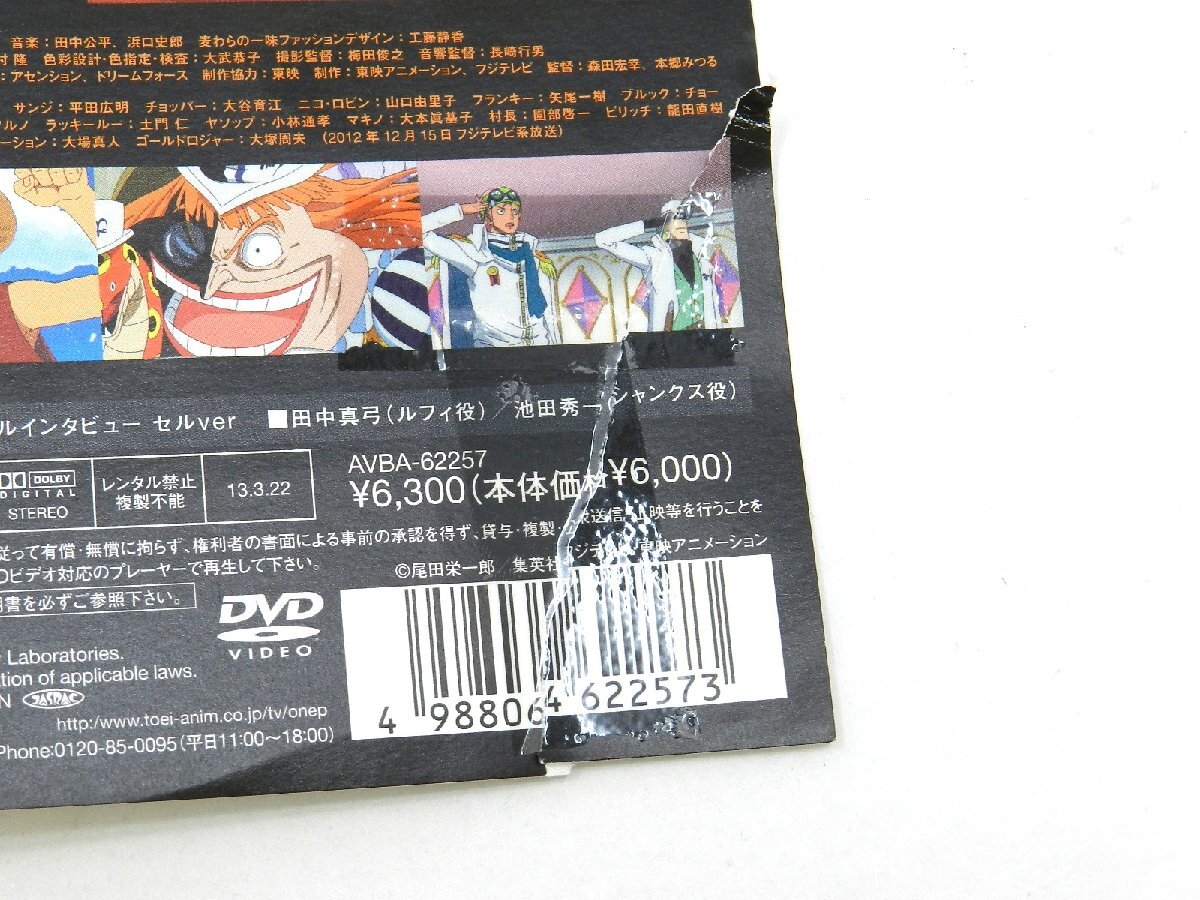 音楽:田中公平、浜口史郎 麦わらの一味ファッションデザイン:工藤静香
村 隆 色彩設計・色指定・検査:大武恭子 撮影監督:梅田俊之 音響監督:長崎行男
:アセンション、ドリームフォース 制作協力:東映 制作:東映アニメーション、フジテレビ 監督:森田宏幸、本郷みつる
サンジ:平田広明 チョッパー:大谷育江 ニコ・ロビン:山口由里子 フランキー:矢尾一樹 ブルック:チョー
ルノ ラッキールー:土門 仁 ヤソップ:小林通孝 マキノ:大本眞基子 村長:園部啓一 ビリッチ:龍田直樹
ーション:大場真人 ゴールドロジャー:大塚周夫 (2012年12月15日フジテレビ系放送)
ルインタビュー セルver ■田中真弓(ルフィ役)/池田秀一(シャンクス役)
DOLBY
DIGITAL
STEREO
レンタル禁止
複製不能
13.3.22
AVBA-62257
¥6,300(本体価格¥6,000)
従って有償・無償に拘らず、権利者の書面による事前の承認を得ず、貸与・複製・送信・上映等を行うことを
Dビデオ対応のプレーヤーで再生して下さい。
©尾田栄一郎/集英社・フジテレビ・東映アニメーション
明書を必ずご参照下さい。
DVD
VIDEO
Laboratories.
tion of applicable laws.
N JASRAC
http:/www.toei-anim.co.jp/tv/onep
Phone:0120-85-0095(平日11:00～18:00)
4 988064 622573